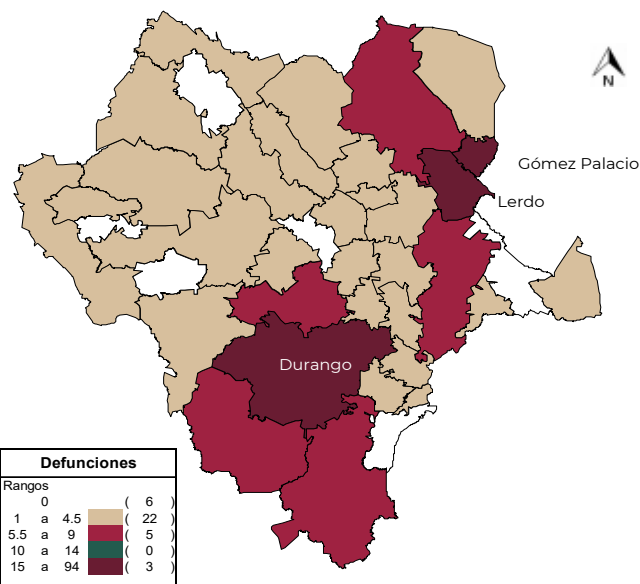 N
Gómez Palacio
Lerdo
Durango
Defunciones
Rangos
0 ( 6 )
1 a 4.5 ( 22 )
5.5 a 9 ( 5 )
10 a 14 ( 0 )
15 a 94 ( 3 )